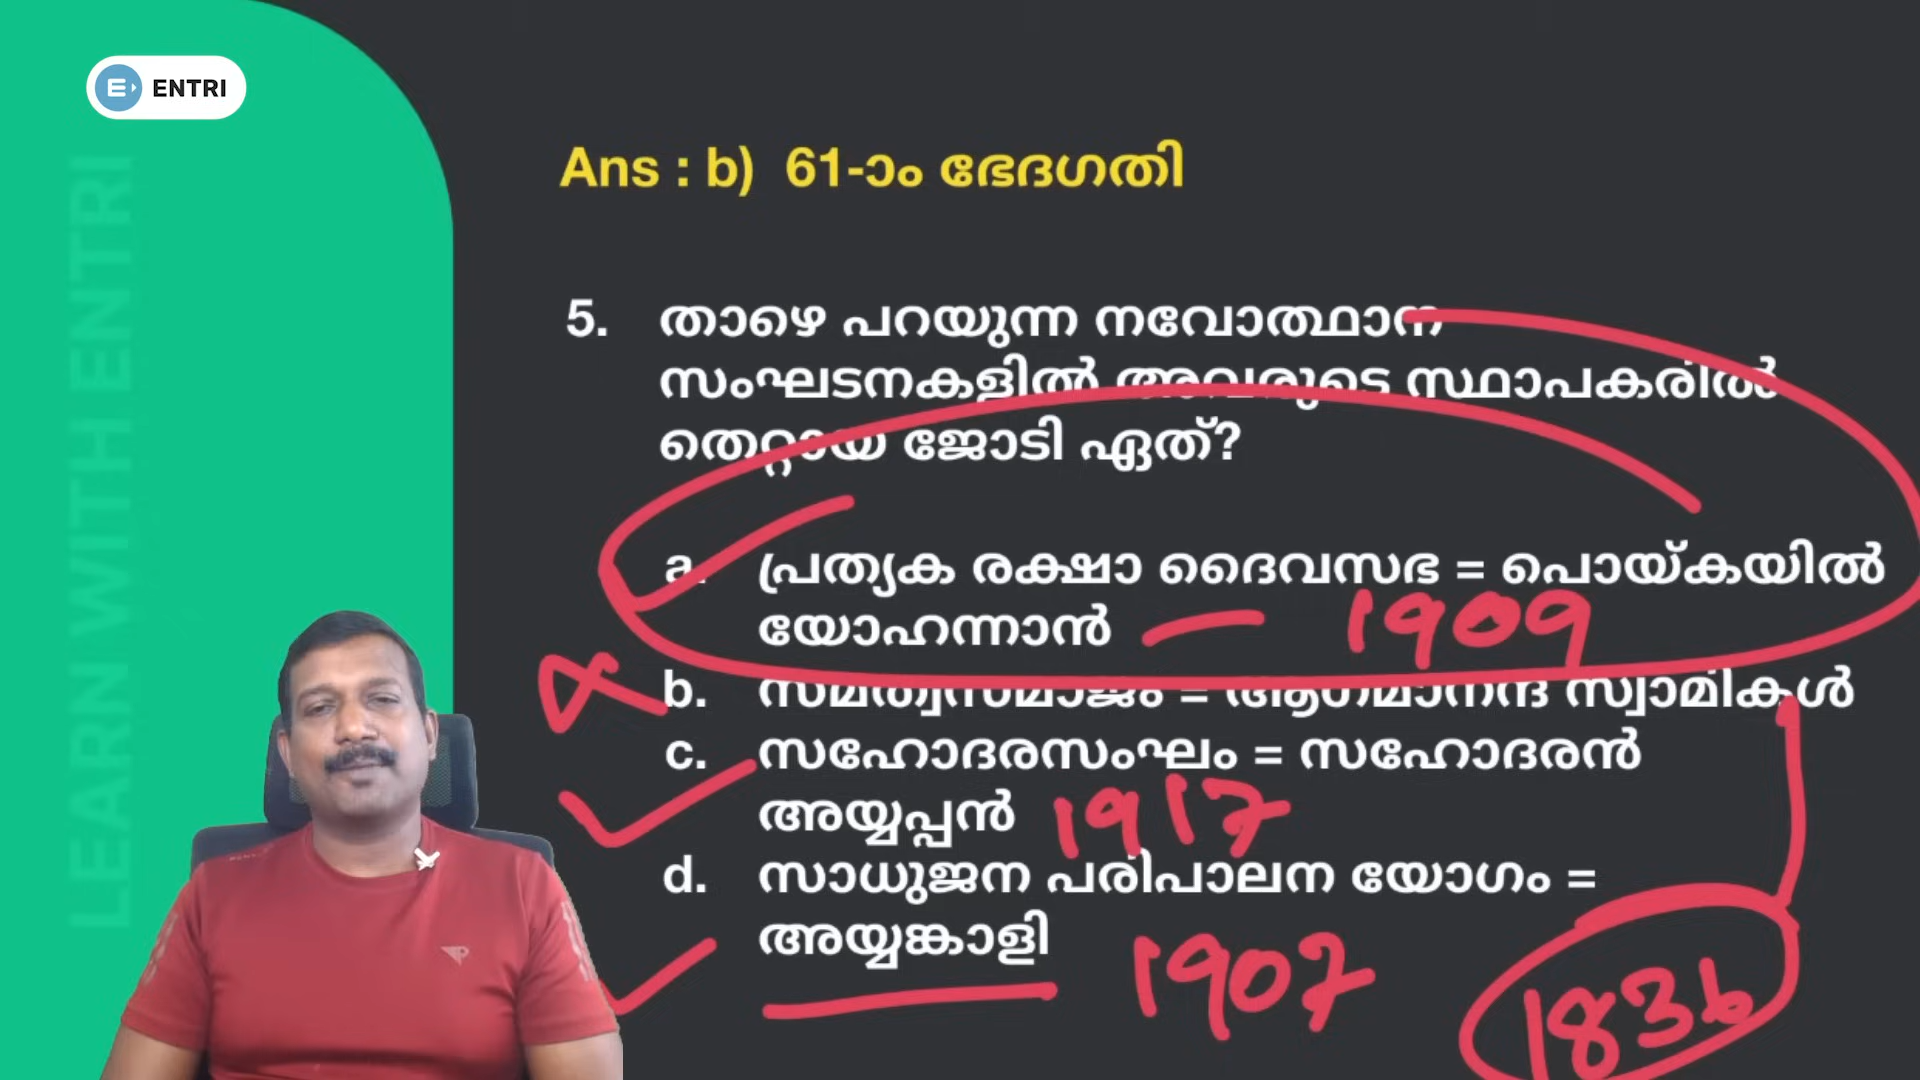 ENTRI
LEARN WITH ENTRI
Ans : b) 61-ാം ഭേദഗതി
5. താഴെ പറയുന്ന നവോത്ഥാന
സംഘടനകളിൽ അവരുടെ സ്ഥാപകരിൽ
തെറ്റായ ജോടി ഏത്?
a. പ്രത്യക രക്ഷാ ദൈവസഭ = പൊയ്കയിൽ
യോഹന്നാൻ — 1909
b. സമത്വസമാജം = ആഗമാനന്ദ സ്വാമികൾ
c. സഹോദരസംഘം = സഹോദരൻ
അയ്യപ്പൻ 1917
d. സാധുജന പരിപാലന യോഗം =
അയ്യങ്കാളി 1907
1836